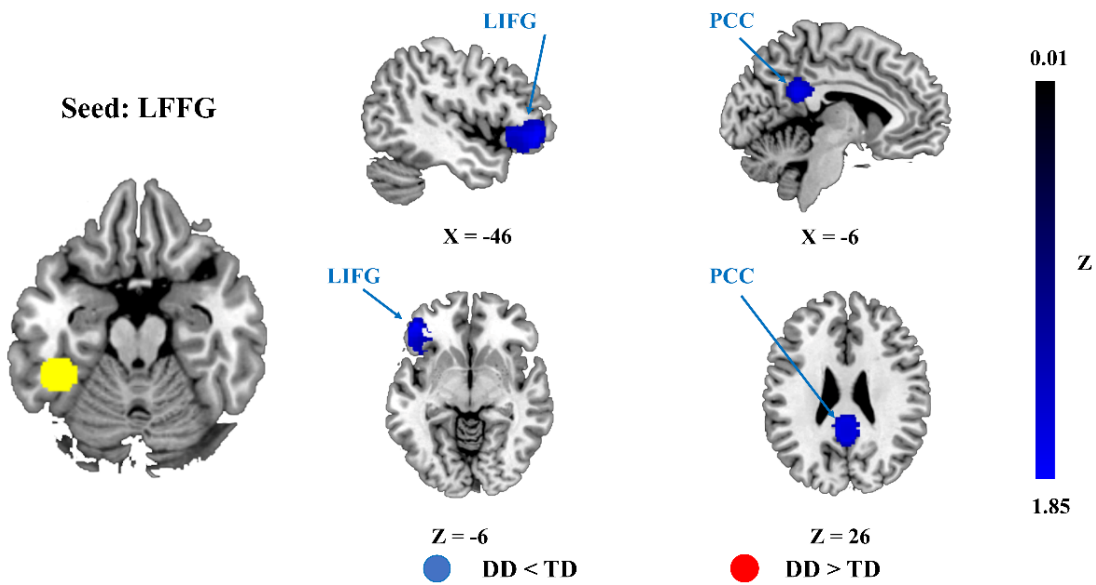 LIFG
PCC
0.01
Seed: LFFG
X = -46
X = -6
Z
LIFG
PCC
1.85
Z = -6
Z = 26
DD < TD
DD > TD